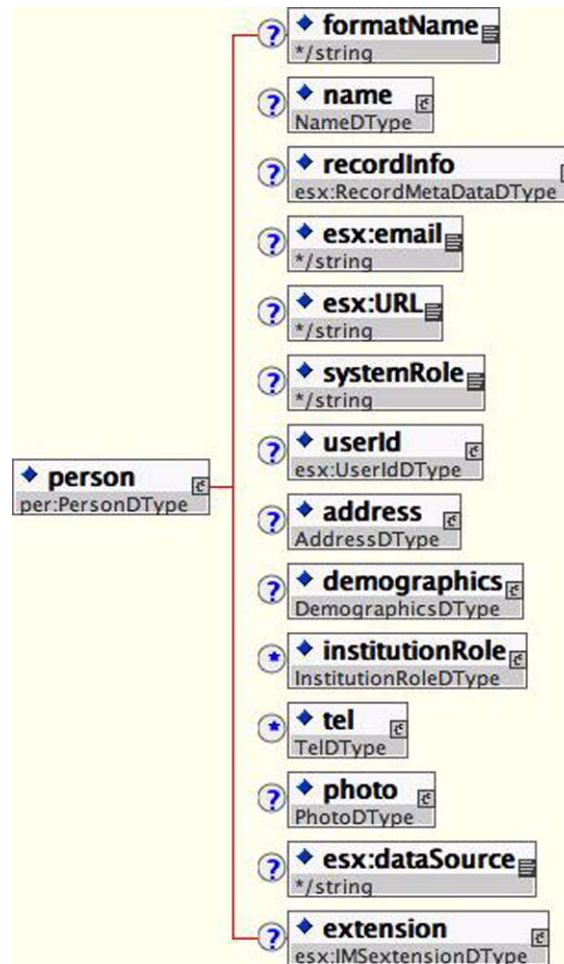 ? formatName
*/string
? name
NameDType
? recordInfo
esx:RecordMetaDataDType
? esx:email
*/string
? esx:URL
*/string
? systemRole
*/string
? userId
esx:UserIdDType
person
per:PersonDType
? address
AddressDType
? demographics
DemographicsDType
* institutionRole
InstitutionRoleDType
* tel
TelDType
? photo
PhotoDType
? esx:dataSource
*/string
? extension
esx:IMSextensionDType